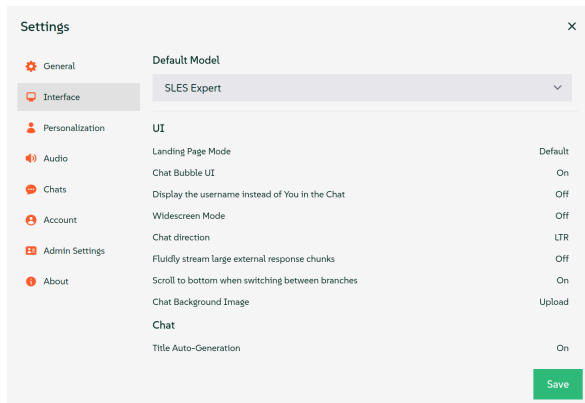 Settings
General
Interface
Personalization
Audio
Chats
Account
Admin Settings
About
Default Model
SLES Expert
UI
Landing Page Mode Default
Chat Bubble UI On
Display the username instead of You in the Chat Off
Widescreen Mode Off
Chat direction LTR
Fluidly stream large external response chunks Off
Scroll to bottom when switching between branches On
Chat Background Image Upload
Chat
Title Auto-Generation On
Save